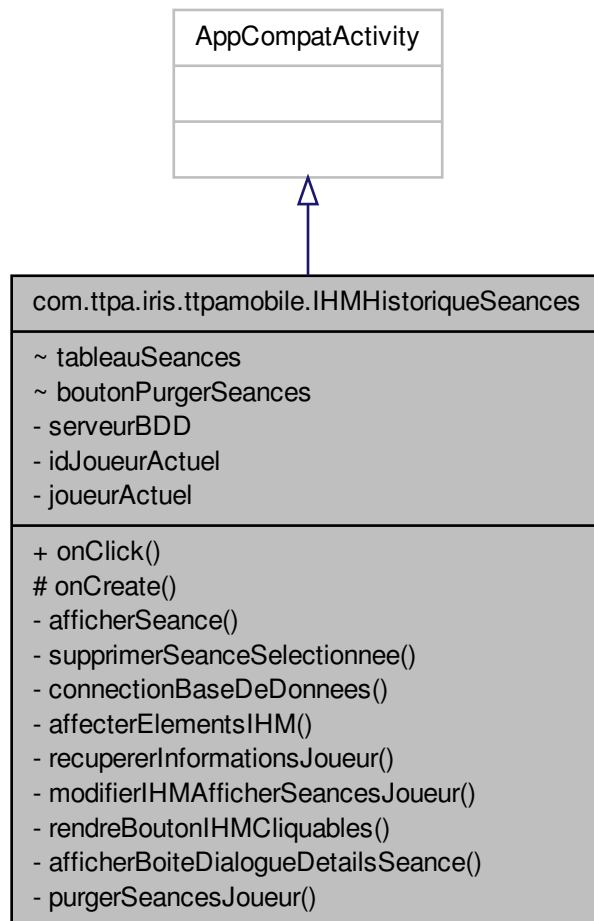 AppCompatActivity
com.ttpa.iris.ttpamobile.IHMHistoriqueSeances
~ tableauSeances
~ boutonPurgerSeances
- serveurBDD
- idJoueurActuel
- joueurActuel
+ onClick()
# onCreate()
- afficherSeance()
- supprimerSeanceSelectionnee()
- connectionBaseDeDonnees()
- affecterElementsIHM()
- recupererInformationsJoueur()
- modifierIHMAfficherSeancesJoueur()
- rendreBoutonIHMCliquables()
- afficherBoiteDialogueDetailsSeance()
- purgerSeancesJoueur()